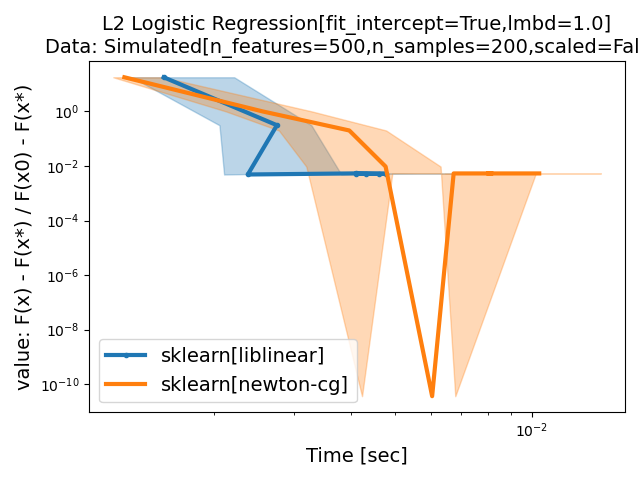 L2 Logistic Regression[fit_intercept=True,lmbd=1.0]
Data: Simulated[n_features=500,n_samples=200,scaled=Fal
value: F(x) - F(x*) / F(x0) - F(x*)
10⁰
10⁻²
10⁻⁴
10⁻⁶
10⁻⁸
10⁻¹⁰
sklearn[liblinear]
sklearn[newton-cg]
10⁻²
Time [sec]